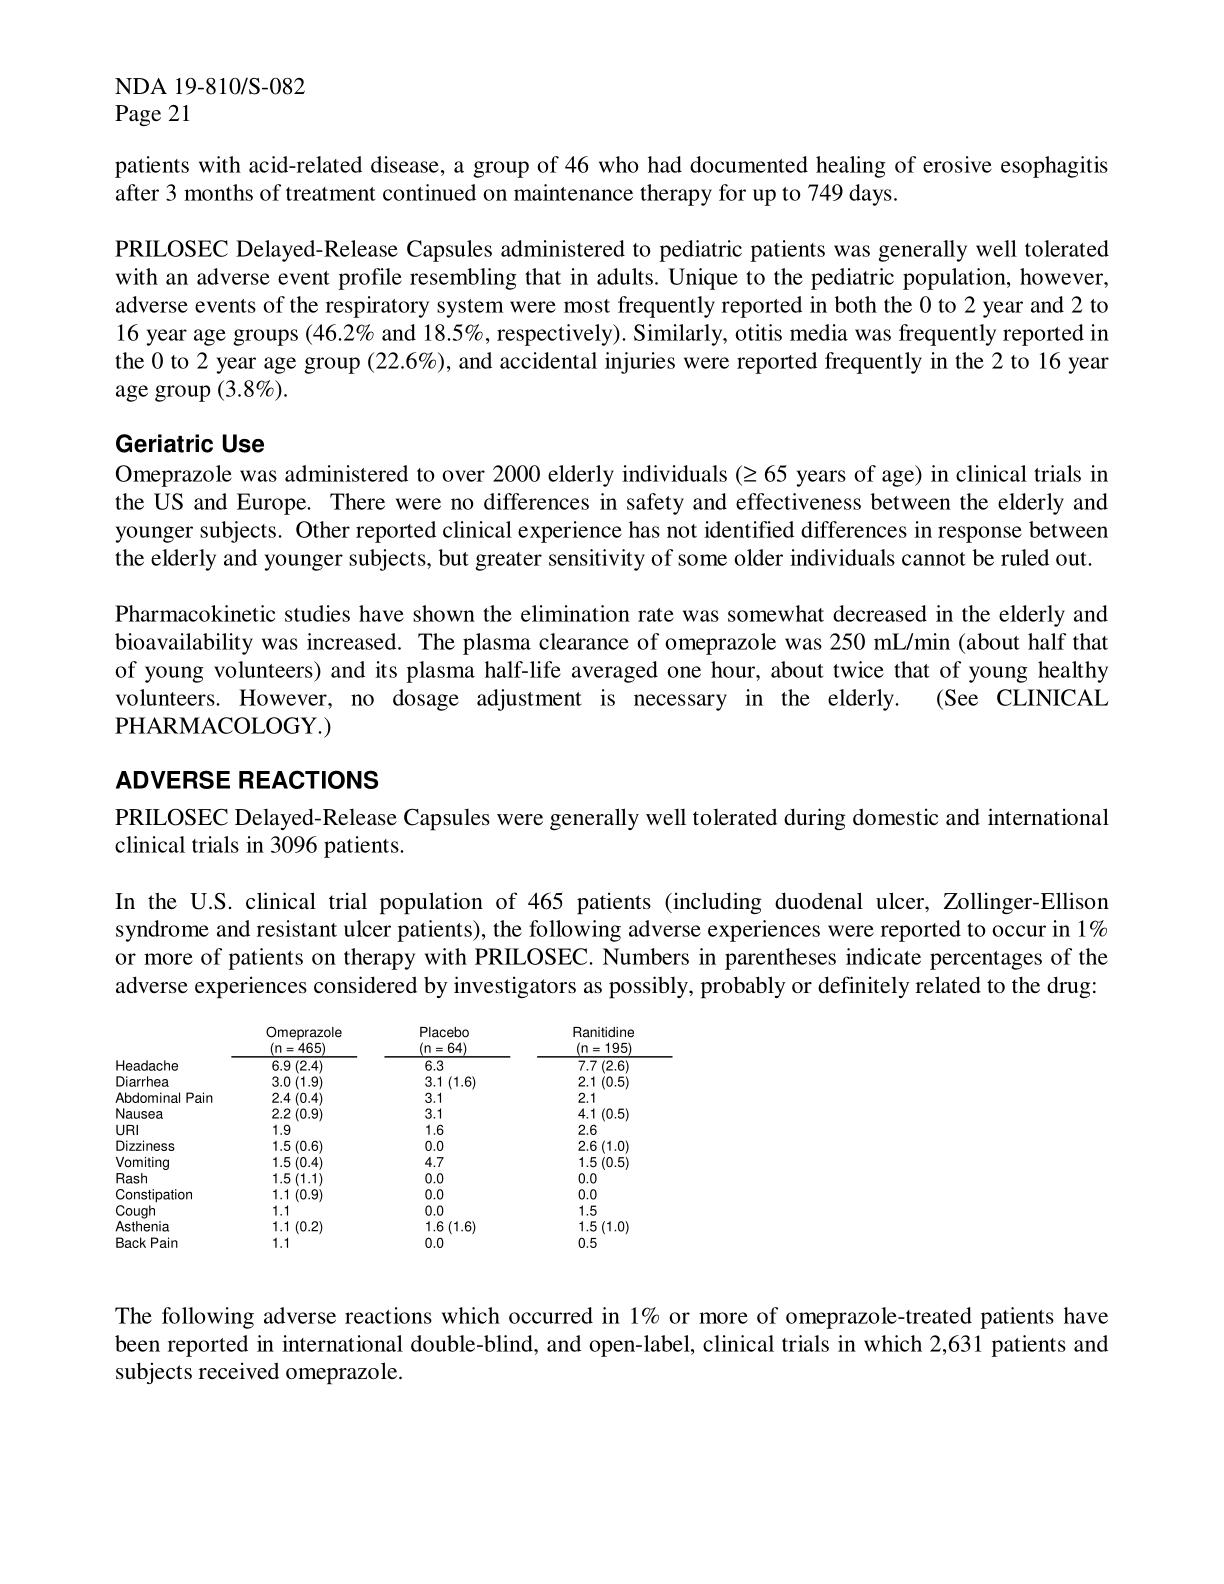 NDA 19-810/S-082
Page 21
patients with acid-related disease, a group of 46 who had documented healing of erosive esophagitis
after 3 months of treatment continued on maintenance therapy for up to 749 days.
PRILOSEC Delayed-Release Capsules administered to pediatric patients was generally well tolerated
with an adverse event profile resembling that in adults. Unique to the pediatric population, however,
adverse events of the respiratory system were most frequently reported in both the 0 to 2 year and 2 to
16 year age groups (46.2% and 18.5%, respectively). Similarly, otitis media was frequently reported in
the 0 to 2 year age group (22.6%), and accidental injuries were reported frequently in the 2 to 16 year
age group (3.8%).
Geriatric Use
Omeprazole was administered to over 2000 elderly individuals (≥ 65 years of age) in clinical trials in
the US and Europe. There were no differences in safety and effectiveness between the elderly and
younger subjects. Other reported clinical experience has not identified differences in response between
the elderly and younger subjects, but greater sensitivity of some older individuals cannot be ruled out.
Pharmacokinetic studies have shown the elimination rate was somewhat decreased in the elderly and
bioavailability was increased. The plasma clearance of omeprazole was 250 mL/min (about half that
of young volunteers) and its plasma half-life averaged one hour, about twice that of young healthy
volunteers. However, no dosage adjustment is necessary in the elderly. (See CLINICAL
PHARMACOLOGY.)
ADVERSE REACTIONS
PRILOSEC Delayed-Release Capsules were generally well tolerated during domestic and international
clinical trials in 3096 patients.
In the U.S. clinical trial population of 465 patients (including duodenal ulcer, Zollinger-Ellison
syndrome and resistant ulcer patients), the following adverse experiences were reported to occur in 1%
or more of patients on therapy with PRILOSEC. Numbers in parentheses indicate percentages of the
adverse experiences considered by investigators as possibly, probably or definitely related to the drug:
Omeprazole Placebo Ranitidine
(n = 465) (n = 64) (n = 195)
Headache 6.9 (2.4) 6.3 7.7 (2.6)
Diarrhea 3.0 (1.9) 3.1 (1.6) 2.1 (0.5)
Abdominal Pain 2.4 (0.4) 3.1 2.1
Nausea 2.2 (0.9) 3.1 4.1 (0.5)
URI 1.9 1.6 2.6
Dizziness 1.5 (0.6) 0.0 2.6 (1.0)
Vomiting 1.5 (0.4) 4.7 1.5 (0.5)
Rash 1.5 (1.1) 0.0 0.0
Constipation 1.1 (0.9) 0.0 0.0
Cough 1.1 0.0 1.5
Asthenia 1.1 (0.2) 1.6 (1.6) 1.5 (1.0)
Back Pain 1.1 0.0 0.5
The following adverse reactions which occurred in 1% or more of omeprazole-treated patients have
been reported in international double-blind, and open-label, clinical trials in which 2,631 patients and
subjects received omeprazole.